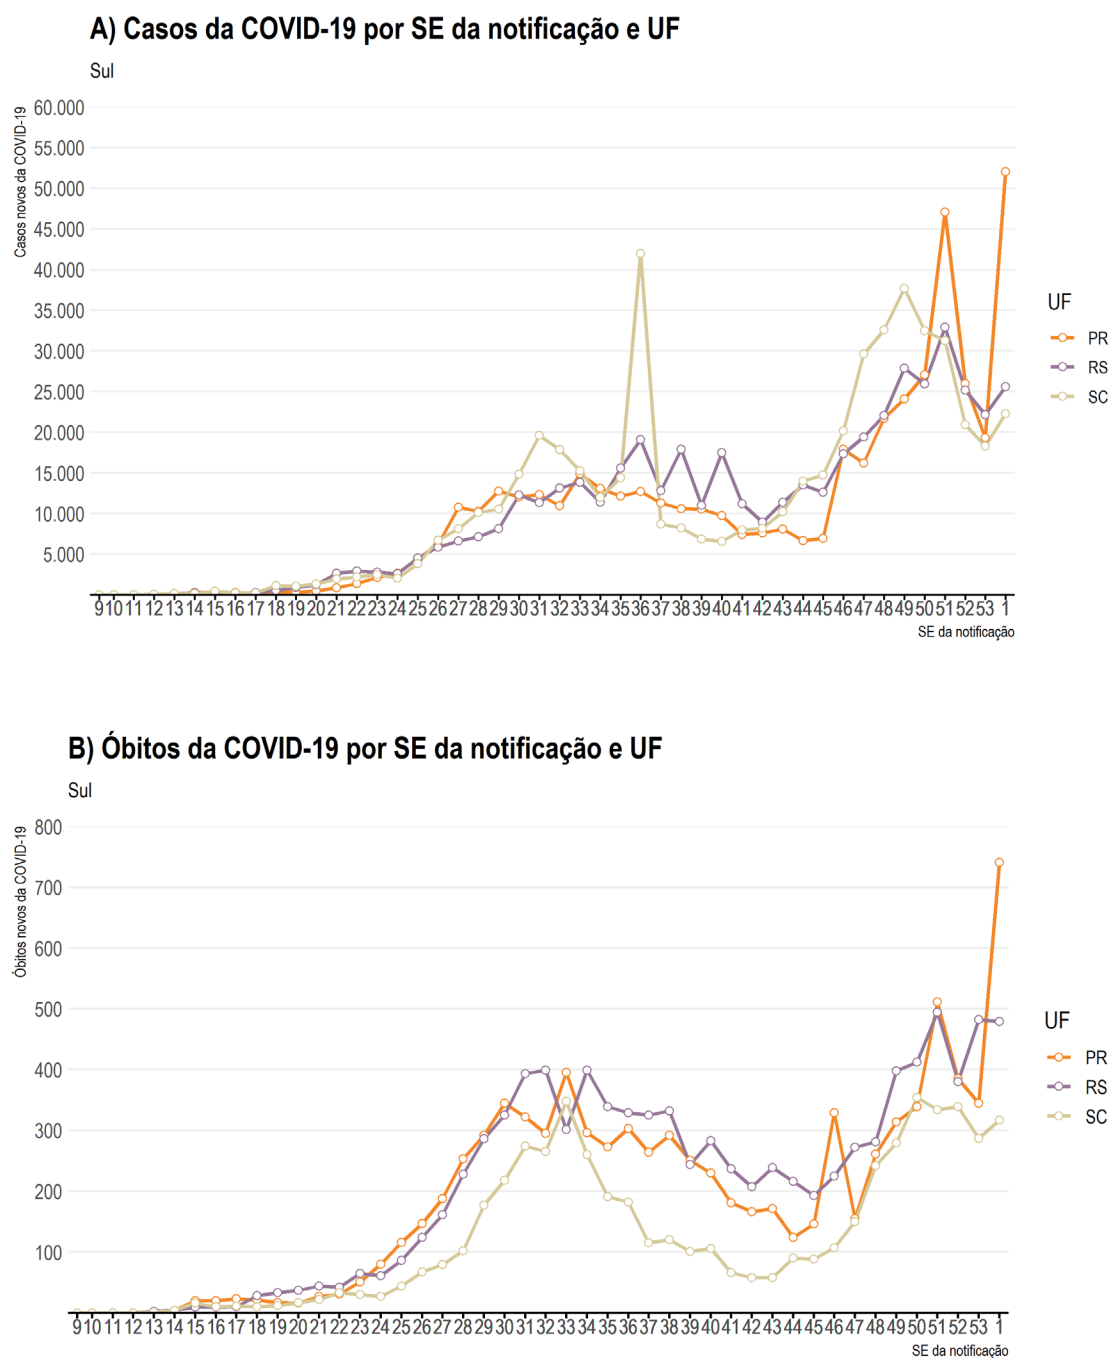 A) Casos da COVID-19 por SE da notificação e UF
Sul
Casos novos da COVID-19
60.000
55.000
50.000
45.000
40.000
35.000
30.000
25.000
20.000
15.000
10.000
5.000
9 10 11 12 13 14 15 16 17 18 19 20 21 22 23 24 25 26 27 28 29 30 31 32 33 34 35 36 37 38 39 40 41 42 43 44 45 46 47 48 49 50 51 52 53 1
SE da notificação
UF
PR
RS
SC
B) Óbitos da COVID-19 por SE da notificação e UF
Sul
Óbitos novos da COVID-19
800
700
600
500
400
300
200
100
9 10 11 12 13 14 15 16 17 18 19 20 21 22 23 24 25 26 27 28 29 30 31 32 33 34 35 36 37 38 39 40 41 42 43 44 45 46 47 48 49 50 51 52 53 1
SE da notificação
UF
PR
RS
SC